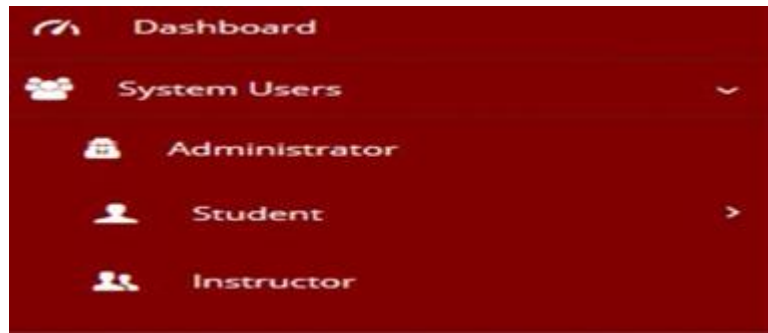 Dashboard
System Users
Administrator
Student
Instructor